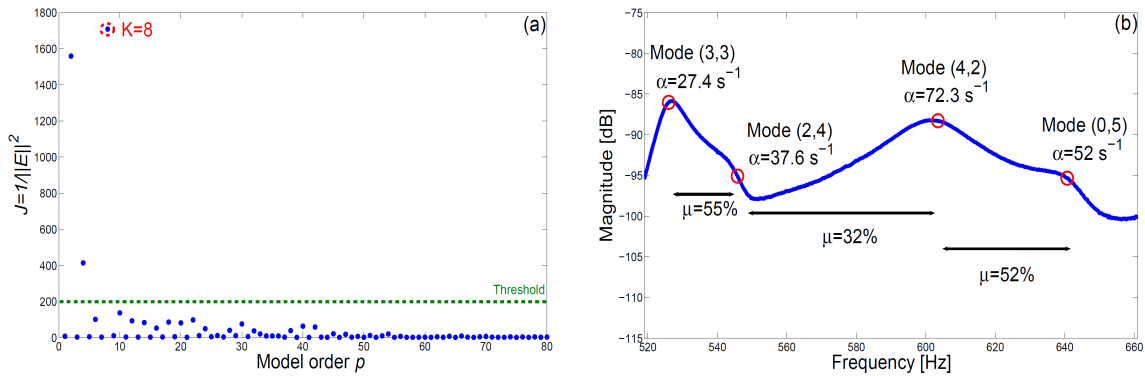 (a)
K=8
Threshold
J=1/||E||²
1800
1600
1400
1200
1000
800
600
400
200
0
0 10 20 30 40 50 60 70 80
Model order p
(b)
Mode (3,3)
α=27.4 s⁻¹
Mode (2,4)
α=37.6 s⁻¹
Mode (4,2)
α=72.3 s⁻¹
Mode (0,5)
α=52 s⁻¹
μ=55%
μ=32%
μ=52%
Magnitude [dB]
−75
−80
−85
−90
−95
−100
−105
−110
−115
520 540 560 580 600 620 640 660
Frequency [Hz]